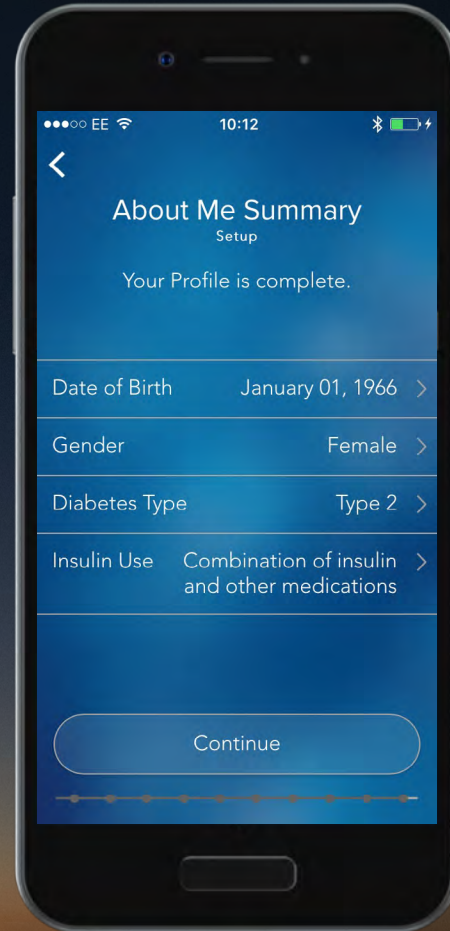 EE 10:12
About Me Summary
Setup
Your Profile is complete.
Date of Birth January 01, 1966
Gender Female
Diabetes Type Type 2
Insulin Use Combination of insulin
and other medications
Continue